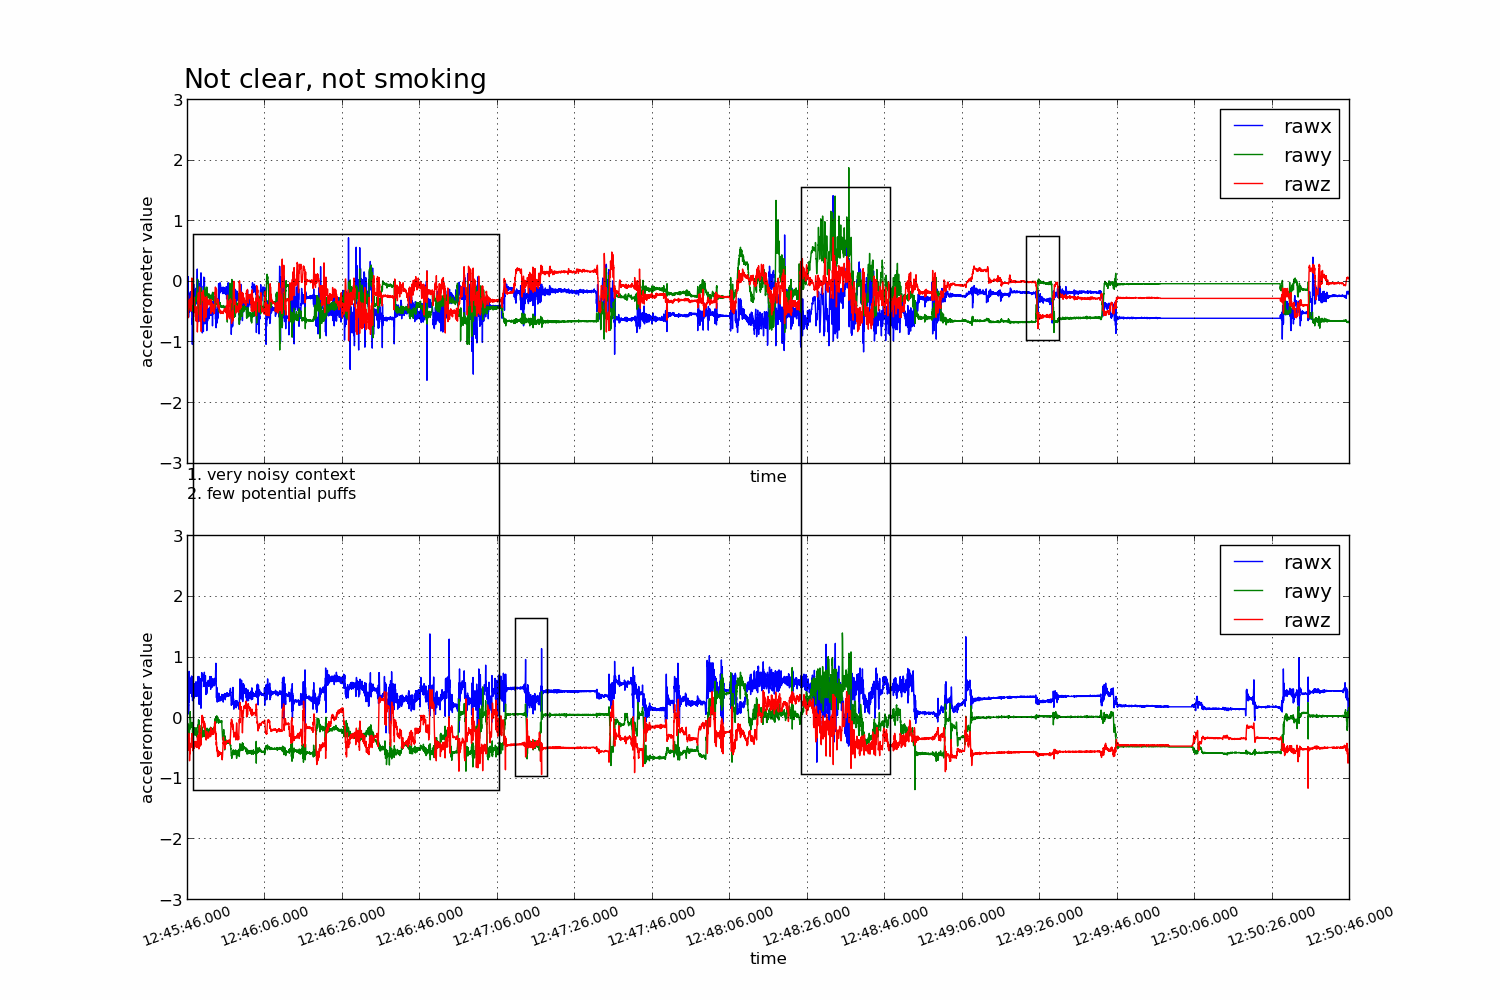 Not clear, not smoking
3
2
1
0
−1
−2
−3
accelerometer value
rawx
rawy
rawz
time
1. very noisy context
2. few potential puffs
3
2
1
0
−1
−2
−3
accelerometer value
rawx
rawy
rawz
12:45:46.000 12:46:06.000 12:46:26.000 12:46:46.000 12:47:06.000 12:47:26.000 12:47:46.000 12:48:06.000 12:48:26.000 12:48:46.000 12:49:06.000 12:49:26.000 12:49:46.000 12:50:06.000 12:50:26.000 12:50:46.000
time